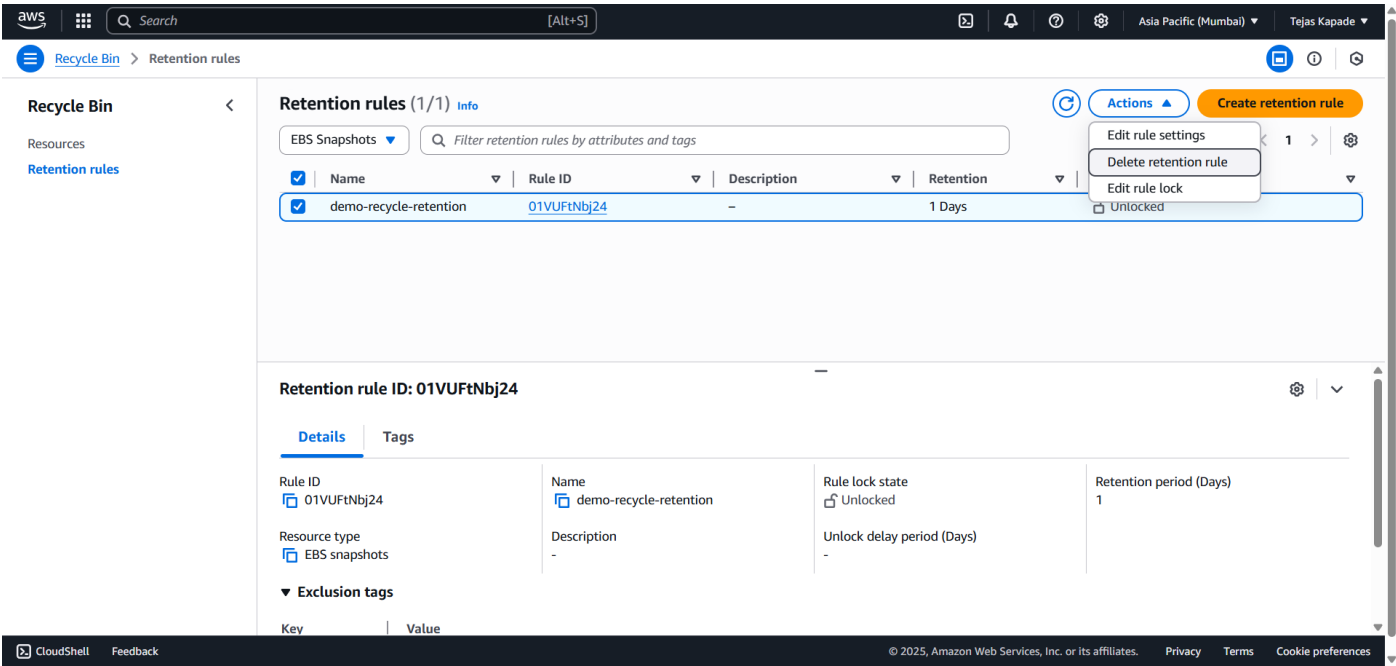 aws Search [Alt+S] Asia Pacific (Mumbai) ▼ Tejas Kapade ▼
Recycle Bin > Retention rules
Recycle Bin
Resources
Retention rules
Retention rules (1/1) Info
Actions ▲ Create retention rule
EBS Snapshots ▼ Filter retention rules by attributes and tags 1
Edit rule settings
Delete retention rule
Edit rule lock
Name Rule ID Description Retention
demo-recycle-retention 01VUFtNbj24 – 1 Days Unlocked
Retention rule ID: 01VUFtNbj24
Details Tags
Rule ID Name Rule lock state Retention period (Days)
01VUFtNbj24 demo-recycle-retention Unlocked 1
Resource type Description Unlock delay period (Days)
EBS snapshots - -
▼ Exclusion tags
Key Value
CloudShell Feedback © 2025, Amazon Web Services, Inc. or its affiliates. Privacy Terms Cookie preferences